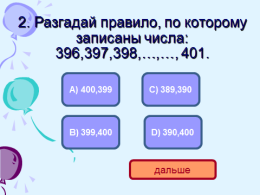 2. Разгадай правило, по которому
записаны числа:
396,397,398,…,…, 401.
А) 400,399
С) 389,390
В) 399,400
D) 390,400
дальше